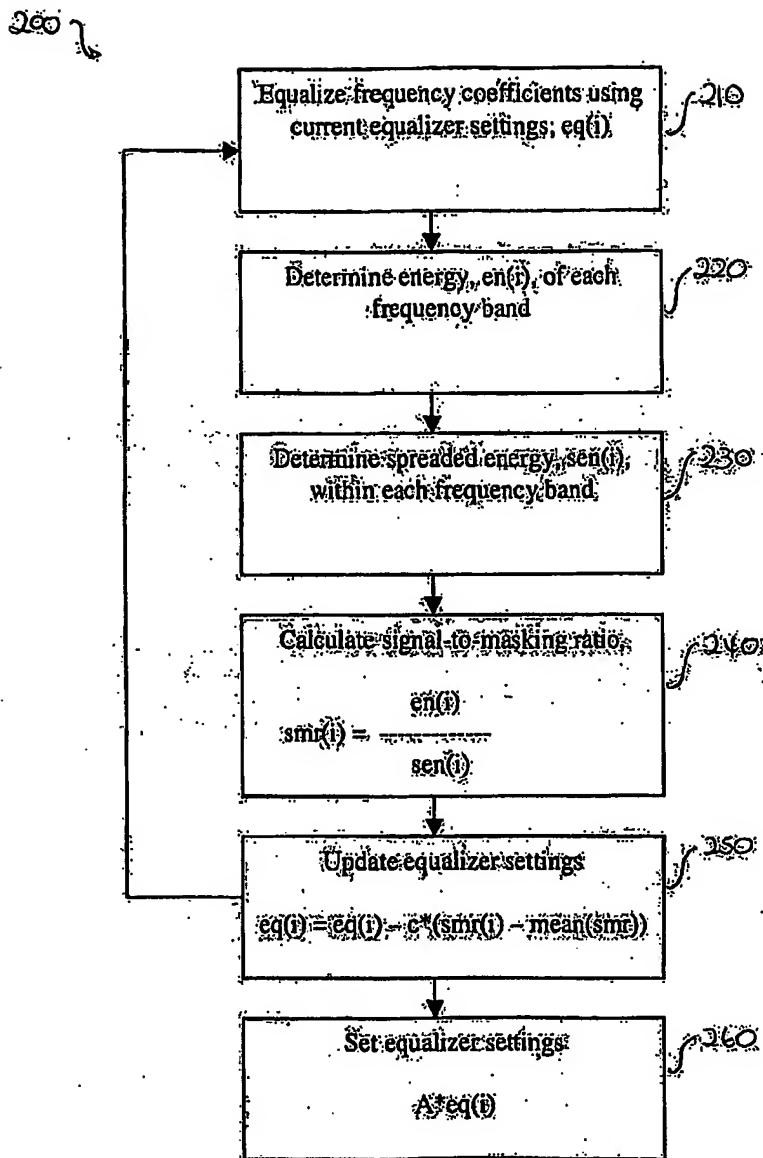 200
Equalize frequency coefficients using
current equalizer settings; eq(i)
210
Determine energy, en(i), of each
frequency band
220
Determine spreaded energy, sen(i),
within each frequency band
230
Calculate signal-to-masking ratio
smr(i) = en(i)
sen(i)
240
Update equalizer settings
eq(i) = eq(i) – c*(smr(i) – mean(smr))
250
Set equalizer settings
A*eq(i)
260